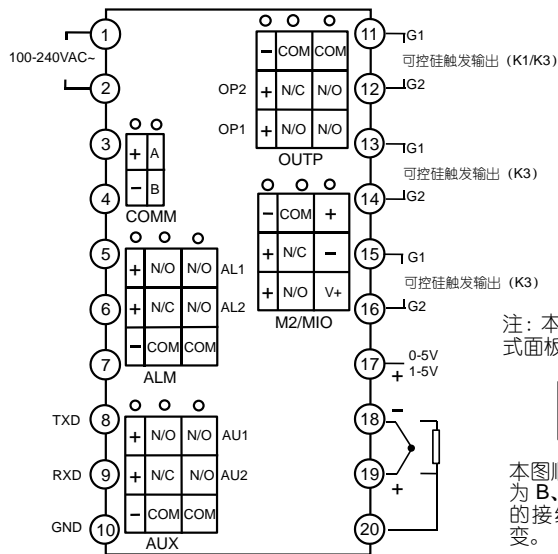 1
100-240VAC~
2
3
+ A
4
- B
COMM
5
+ N/O N/O AL1
6
+ N/C N/O AL2
7
- COM COM
ALM
TXD 8
+ N/O N/O AU1
RXD 9
+ N/C N/O AU2
GND 10
- COM COM
AUX
- COM COM
OP2 + N/C N/O
OP1 + N/O N/O
OUTP
- COM +
+ N/C -
+ N/O V+
M2/MIO
11 G1
可控硅触发输出 (K1/K3)
12 G2
13 G1
可控硅触发输出 (K3)
14 G2
15 G1
可控硅触发输出 (K3)
16 G2
17 0-5V
+ 1-5V
18 -
19 +
20
注: 本
式面板
本图顺
为 B、
的接线
变。